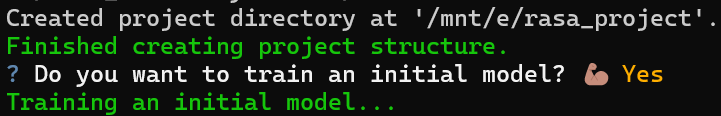 Created project directory at '/mnt/e/rasa_project'.
Finished creating project structure.
? Do you want to train an initial model? 💪🏽 Yes
Training an initial model...